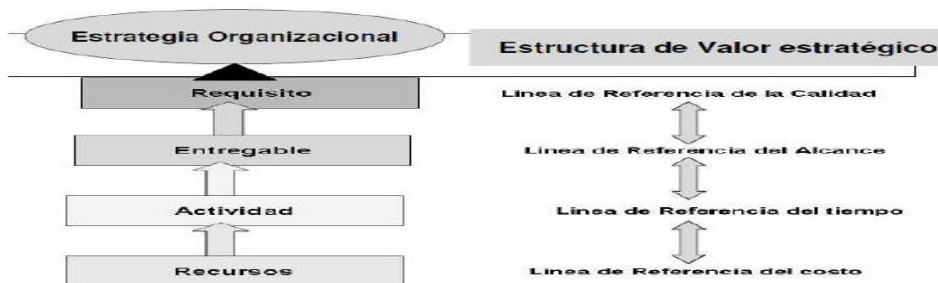 Estrategia Organizacional
Estructura de Valor estratégico
Requisito
Linea de Referencia de la Calidad
Entregable
Linea de Referencia del Alcance
Actividad
Linea de Referencia del tiempo
Recursos
Linea de Referencia del costo